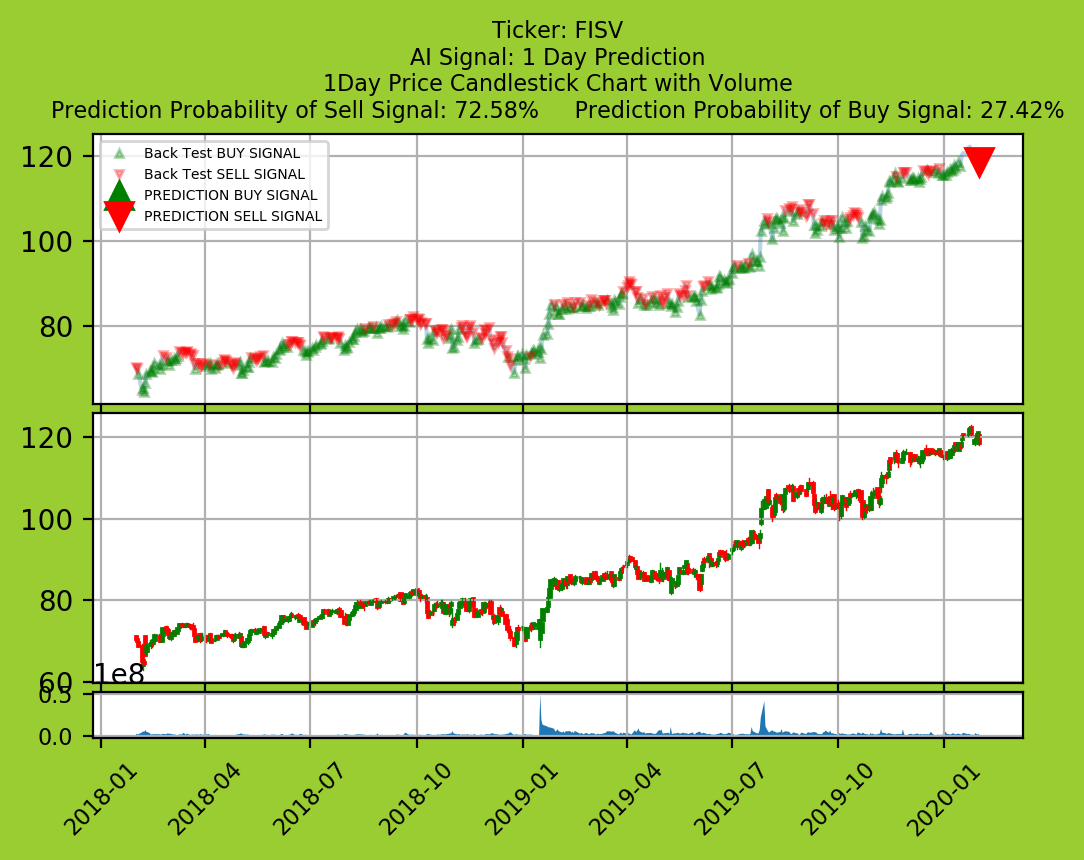 Ticker: FISV
AI Signal: 1 Day Prediction
1Day Price Candlestick Chart with Volume
Prediction Probability of Sell Signal: 72.58% Prediction Probability of Buy Signal: 27.42%
Back Test BUY SIGNAL
Back Test SELL SIGNAL
PREDICTION BUY SIGNAL
PREDICTION SELL SIGNAL
120
100
80
120
100
80
60
1e8
0.5
0.0
2018-01
2018-04
2018-07
2018-10
2019-01
2019-04
2019-07
2019-10
2020-01